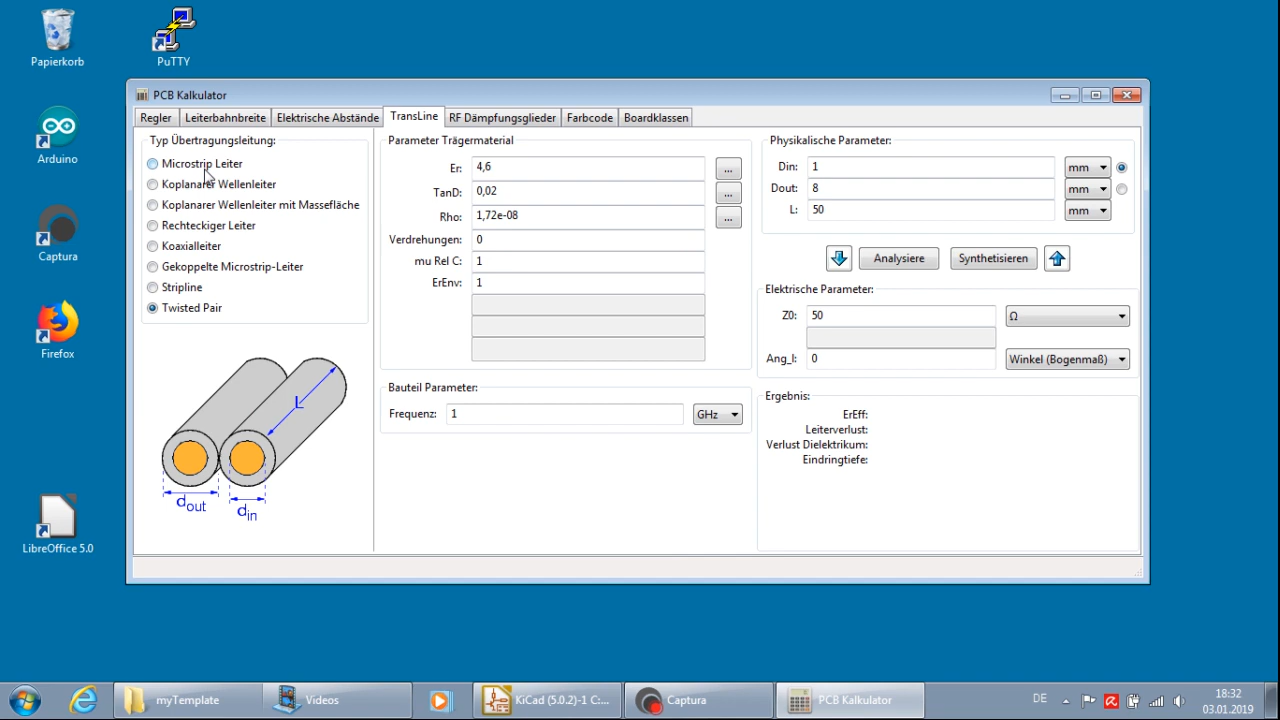 Papierkorb
PuTTY
Arduino
Captura
Firefox
LibreOffice 5.0
PCB Kalkulator
Regler
Leiterbahnbreite
Elektrische Abstände
TransLine
RF Dämpfungsglieder
Farbcode
Boardklassen
Typ Übertragungsleitung:
Microstrip Leiter
Koplanarer Wellenleiter
Koplanarer Wellenleiter mit Massefläche
Rechteckiger Leiter
Koaxialleiter
Gekoppelte Microstrip-Leiter
Stripline
Twisted Pair
L
dout
din
Parameter Trägermaterial
Er: 4,6 ...
TanD: 0,02 ...
Rho: 1,72e-08 ...
Verdrehungen: 0
mu Rel C: 1
ErEnv: 1
Bauteil Parameter:
Frequenz: 1 GHz
Physikalische Parameter:
Din: 1 mm
Dout: 8 mm
L: 50 mm
Analysiere
Synthetisieren
Elektrische Parameter:
Z0: 50 Ω
Ang_l: 0 Winkel (Bogenmaß)
Ergebnis:
ErEff:
Leiterverlust:
Verlust Dielektrikum:
Eindringtiefe:
myTemplate
Videos
KiCad (5.0.2)-1 C:...
Captura
PCB Kalkulator
DE
18:32
03.01.2019